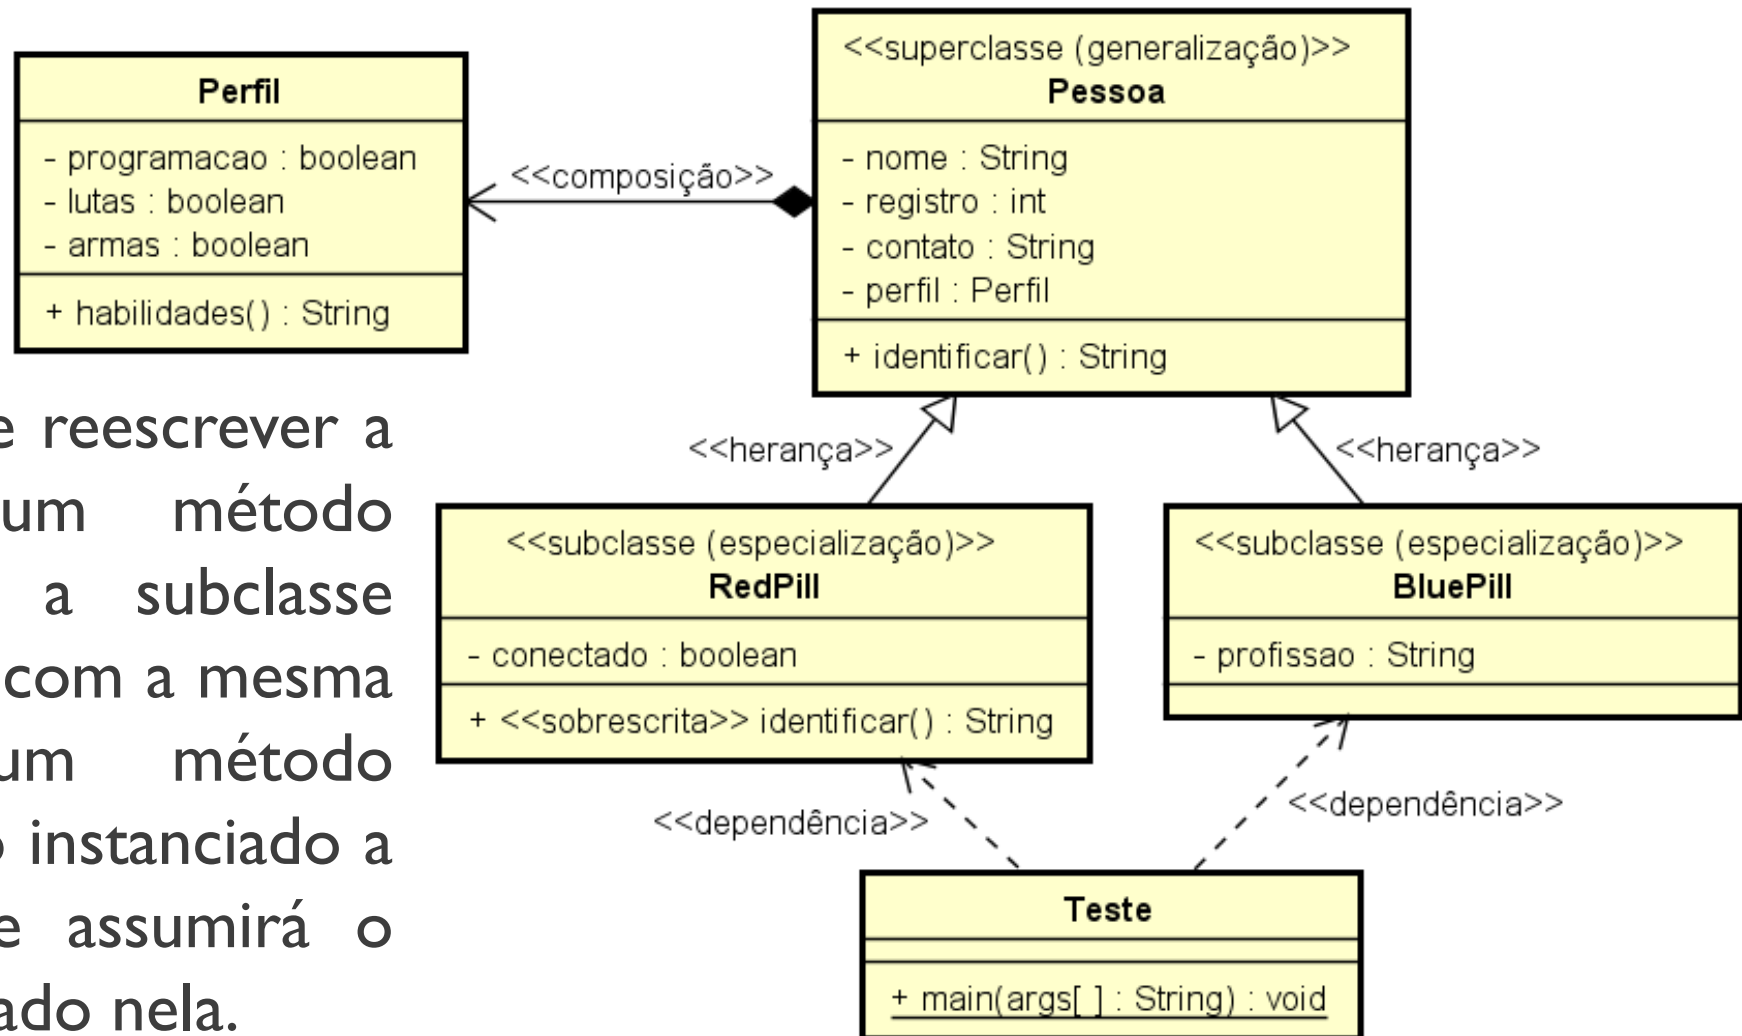 Perfil
- programacao : boolean
- lutas : boolean
- armas : boolean
+ habilidades() : String
<<composição>>
<<superclasse (generalização)>>
Pessoa
- nome : String
- registro : int
- contato : String
- perfil : Perfil
+ identificar() : String
<<herança>>
<<herança>>
e reescrever a
um método
a subclasse
com a mesma
um método
instanciado a
e assumirá o
nela.
<<subclasse (especialização)>>
RedPill
- conectado : boolean
+ <<sobrescrita>> identificar() : String
<<subclasse (especialização)>>
BluePill
- profissao : String
<<dependência>>
<<dependência>>
Teste
+ main(args[ ] : String) : void